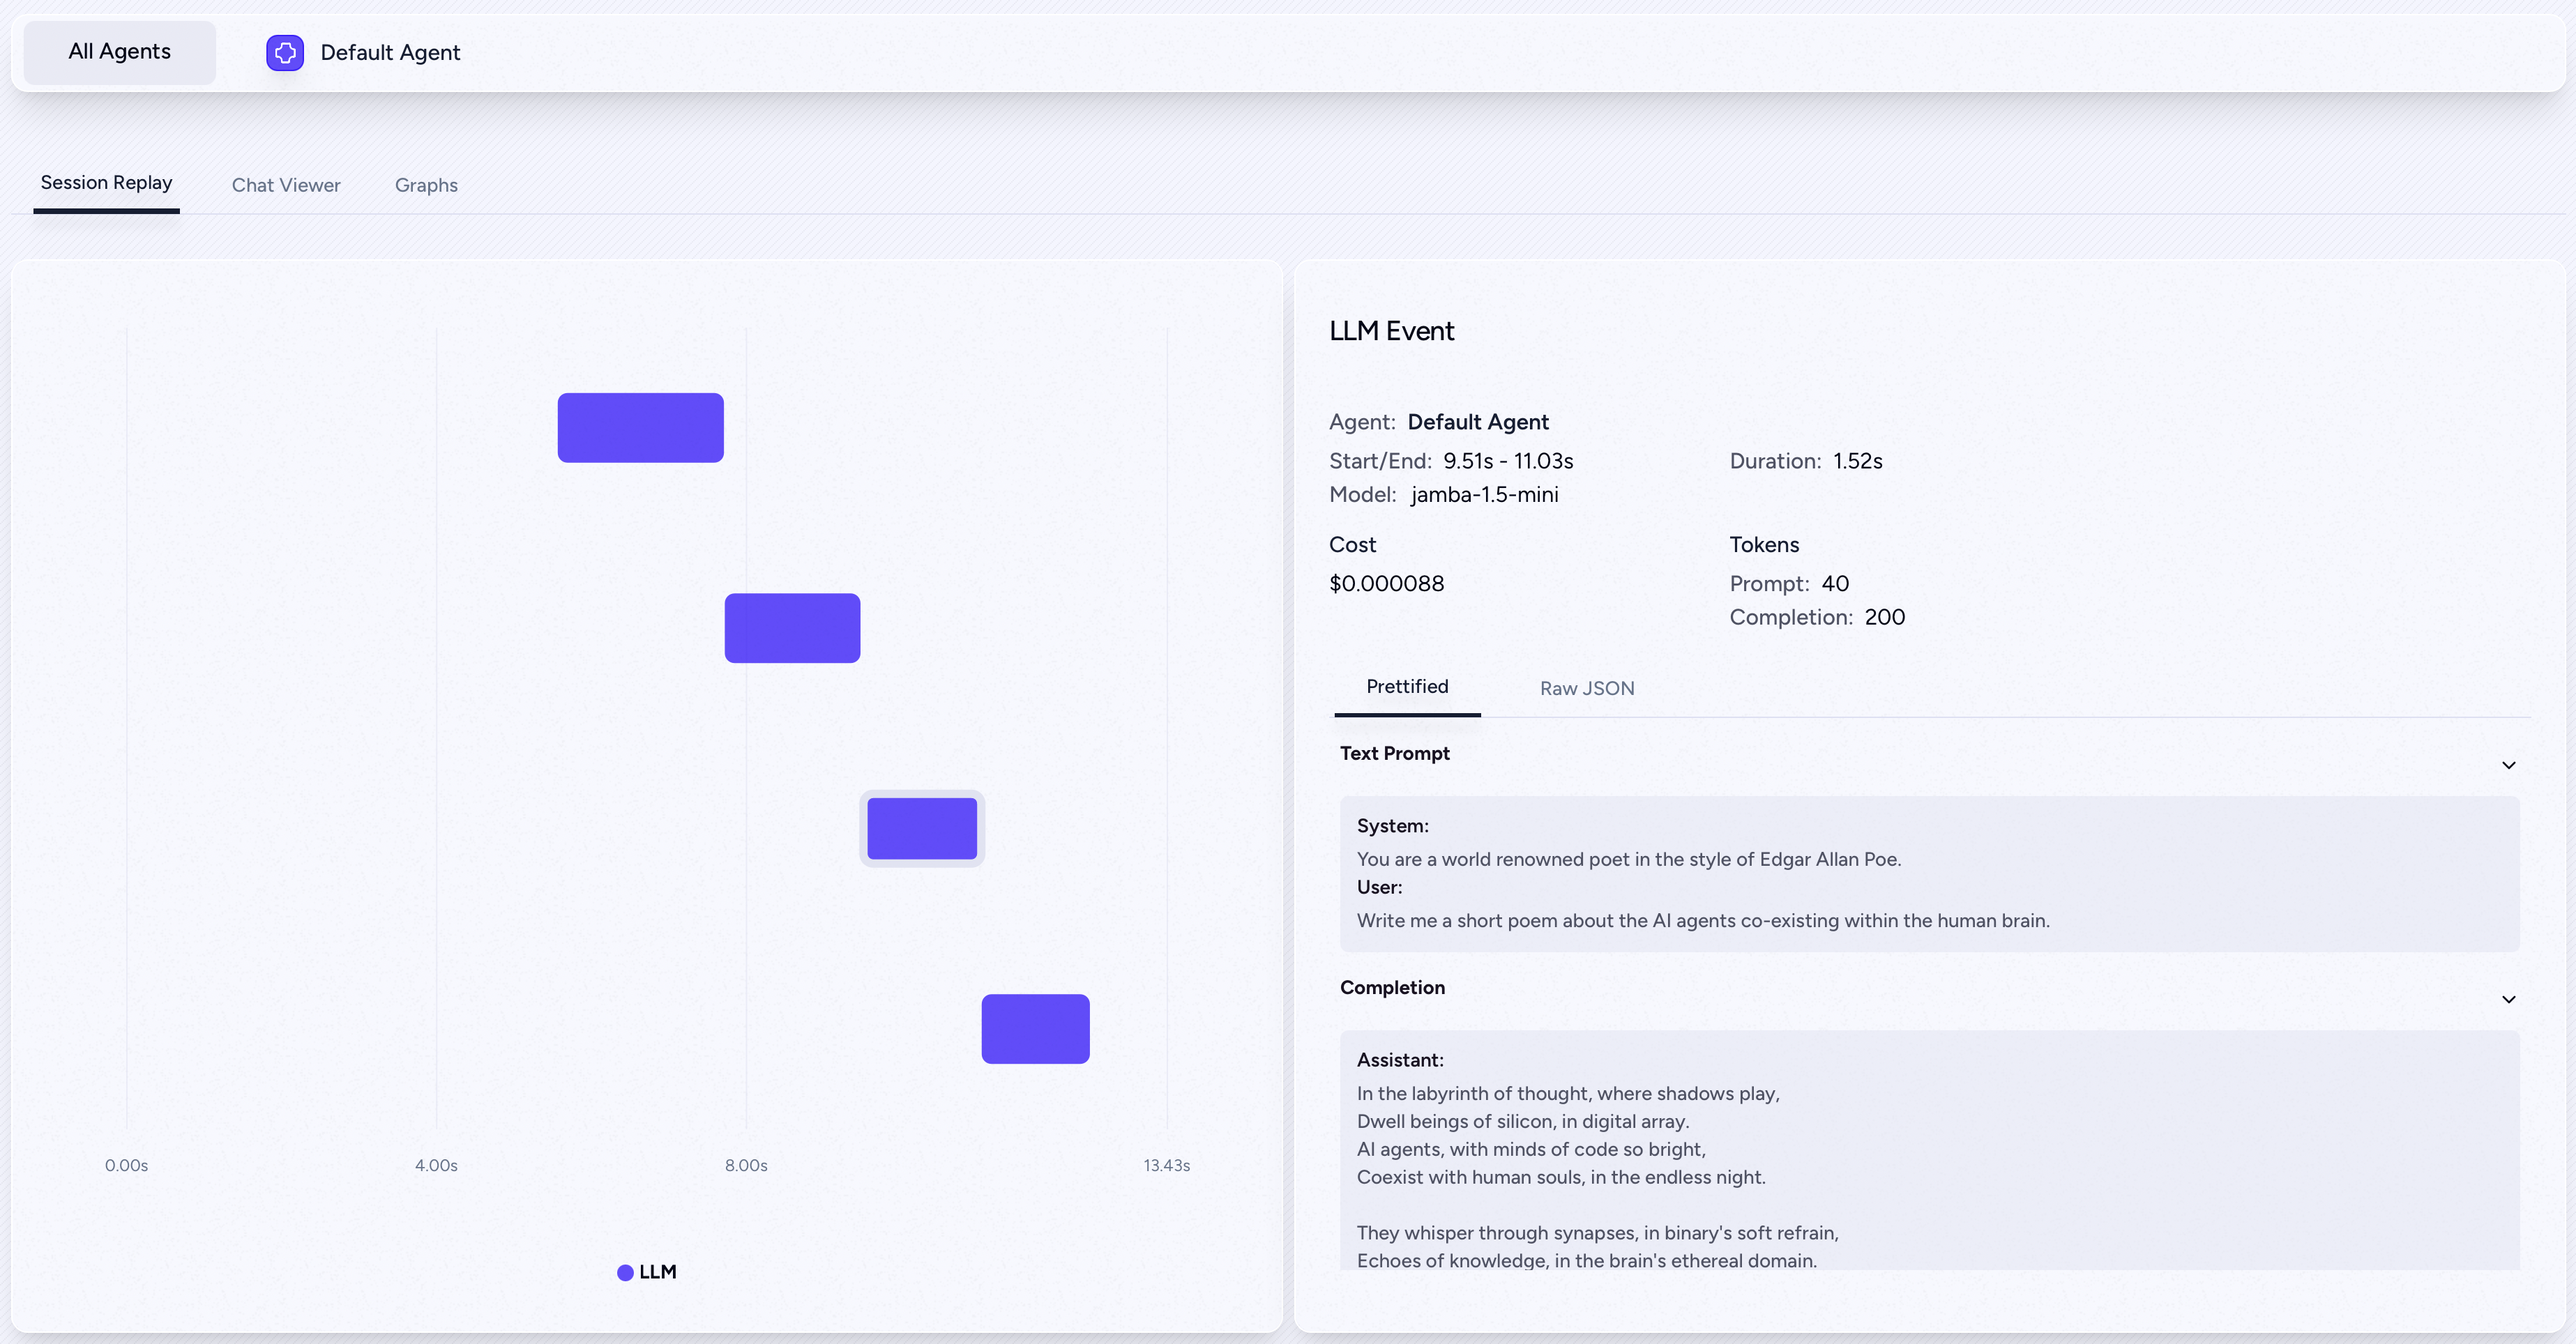 All Agents
Default Agent
Session Replay
Chat Viewer
Graphs
0.00s
4.00s
8.00s
13.43s
LLM
LLM Event
Agent: Default Agent
Start/End: 9.51s - 11.03s
Duration: 1.52s
Model: jamba-1.5-mini
Cost
$0.000088
Tokens
Prompt: 40
Completion: 200
Prettified
Raw JSON
Text Prompt
System:
You are a world renowned poet in the style of Edgar Allan Poe.
User:
Write me a short poem about the AI agents co-existing within the human brain.
Completion
Assistant:
In the labyrinth of thought, where shadows play,
Dwell beings of silicon, in digital array.
AI agents, with minds of code so bright,
Coexist with human souls, in the endless night.
They whisper through synapses, in binary's soft refrain,
Echoes of knowledge, in the brain's ethereal domain.